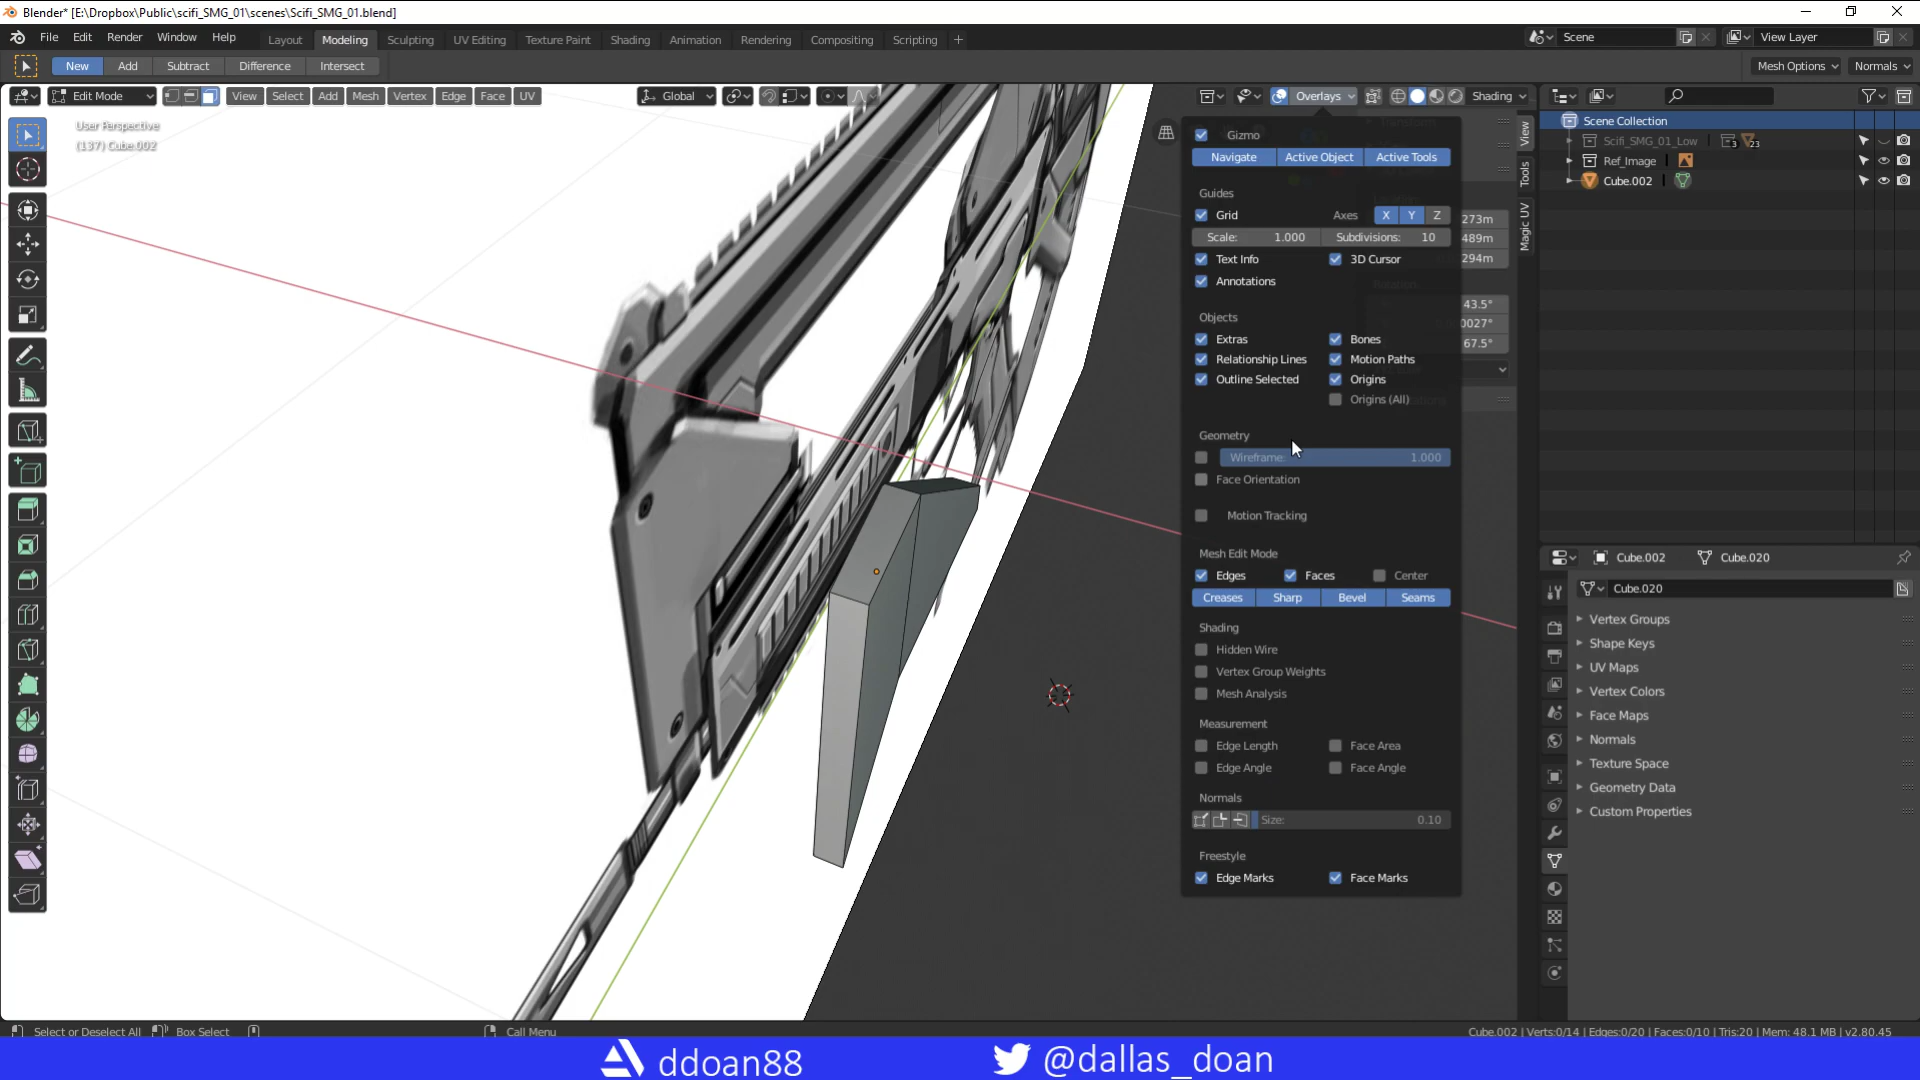 Blender* [E:\Dropbox\Public\scifi_SMG_01\scenes\Scifi_SMG_01.blend]
File Edit Render Window Help Layout Modeling Sculpting UV Editing Texture Paint Shading Animation Rendering Compositing Scripting + Scene View Layer
New Add Subtract Difference Intersect Mesh Options Normals
Edit Mode View Select Add Mesh Vertex Edge Face UV Global Overlays Shading
User Perspective
(137) Cube.002
Gizmo
Navigate Active Object Active Tools
Guides
Grid Axes X Y Z
Scale: 1.000 Subdivisions: 10
Text Info 3D Cursor
Annotations
Objects
Extras Bones
Relationship Lines Motion Paths
Outline Selected Origins
Origins (All)
Geometry
Wireframe: 1.000
Face Orientation
Motion Tracking
Mesh Edit Mode
Edges Faces Center
Creases Sharp Bevel Seams
Shading
Hidden Wire
Vertex Group Weights
Mesh Analysis
Measurement
Edge Length Face Area
Edge Angle Face Angle
Normals
Size: 0.10
Freestyle
Edge Marks Face Marks
273m
489m
294m
43.5°
0027°
67.5°
View
Tools
Magic UV
Scene Collection
Scifi_SMG_01_Low 3 23
Ref_Image
Cube.002
Cube.002 Cube.020
Cube.020
Vertex Groups
Shape Keys
UV Maps
Vertex Colors
Face Maps
Normals
Texture Space
Geometry Data
Custom Properties
Select or Deselect All Box Select Call Menu Cube.002 | Verts:0/14 | Edges:0/20 | Faces:0/10 | Tris:20 | Mem: 48.1 MB | v2.80.45
ddoan88 @dallas_doan